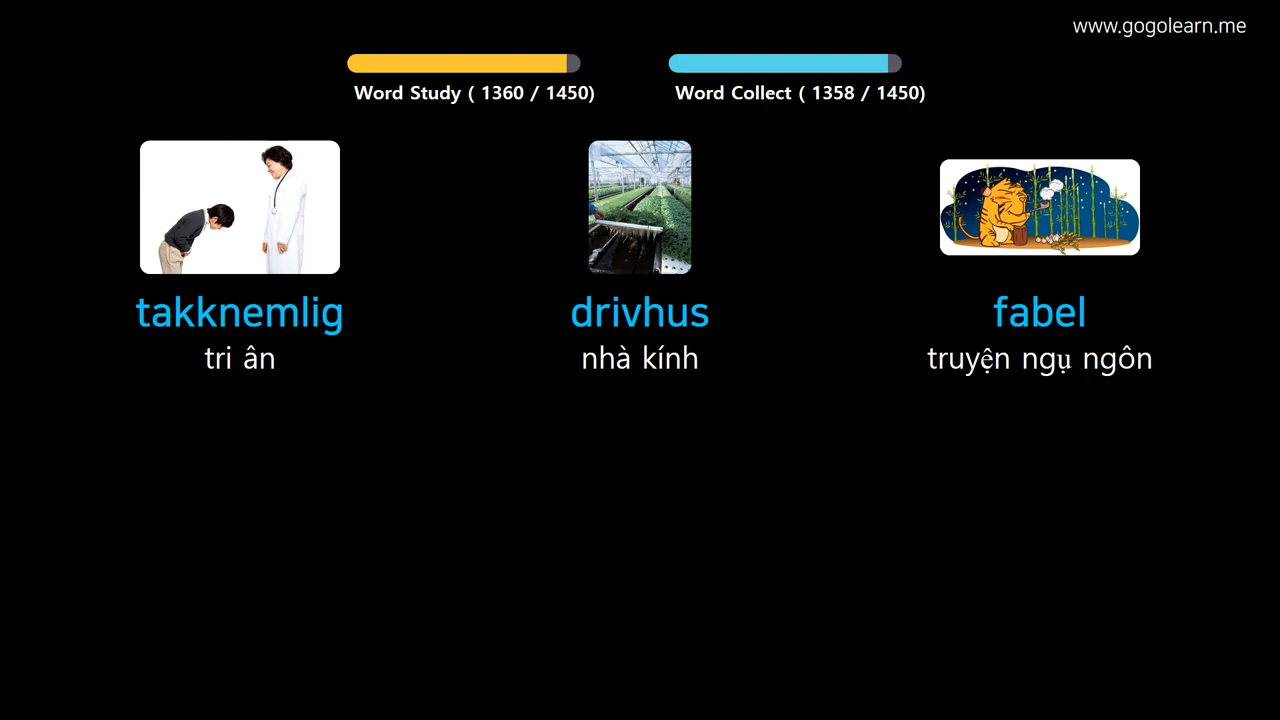 www.gogolearn.me
Word Study ( 1360 / 1450)
Word Collect ( 1358 / 1450)
takknemlig
tri ân
drivhus
nhà kính
fabel
truyện ngụ ngôn